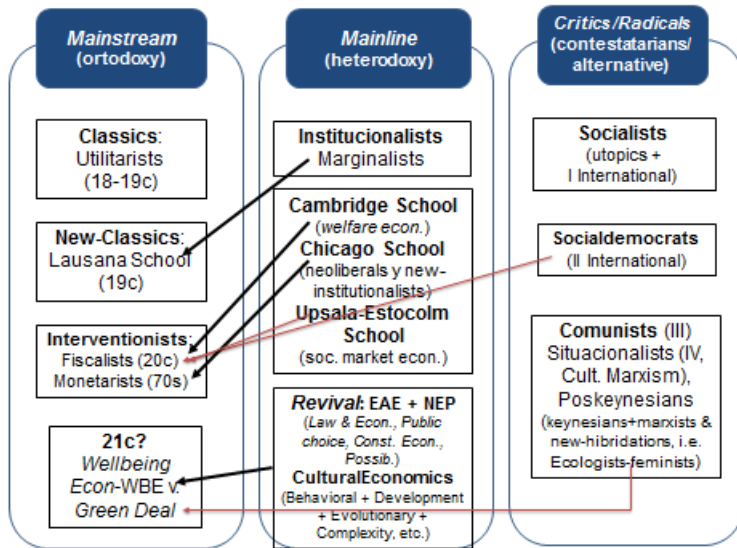 Mainstream
(ortodoxy)
Classics:
Utilitarists
(18-19c)
New-Classics:
Lausana School
(19c)
Interventionists:
Fiscalists (20c)
Monetarists (70s)
21c?
Wellbeing
Econ-WBE v.
Green Deal
Mainline
(heterodoxy)
Institucionalists
Marginalists
Cambridge School
(welfare econ.)
Chicago School
(neoliberals y new-
institutionalists)
Upsala-Estocolm
School
(soc. market econ.)
Revival: EAE + NEP
(Law & Econ., Public
choice, Const. Econ.,
Possib.)
CulturalEconomics
(Behavioral + Development
+ Evolutionary +
Complexity, etc.)
Critics/Radicals
(contestatarians/
alternative)
Socialists
(utopics +
I International)
Socialdemocrats
(II International)
Comunists (III)
Situacionalists (IV,
Cult. Marxism),
Poskeynesians
(keynesians+marxists &
new-hibridations, i.e.
Ecologists-feminists)